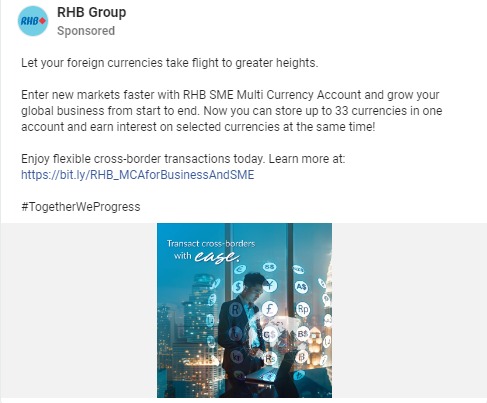 RHB
RHB Group
Sponsored
Let your foreign currencies take flight to greater heights.
Enter new markets faster with RHB SME Multi Currency Account and grow your
global business from start to end. Now you can store up to 33 currencies in one
account and earn interest on selected currencies at the same time!
Enjoy flexible cross-border transactions today. Learn more at:
https://bit.ly/RHB_MCAforBusinessAndSME
#TogetherWeProgress
Transact cross-borders
with ease.
€ C$
$ ¥ A$
R £ Rp
G$ B$
Rs B